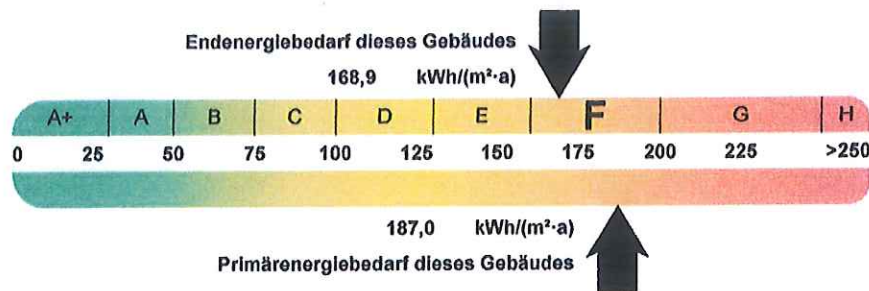 Endenergiebedarf dieses Gebäudes
168,9 kWh/(m²·a)
A+ A B C D E F G H
0 25 50 75 100 125 150 175 200 225 >250
187,0 kWh/(m²·a)
Primärenergiebedarf dieses Gebäudes